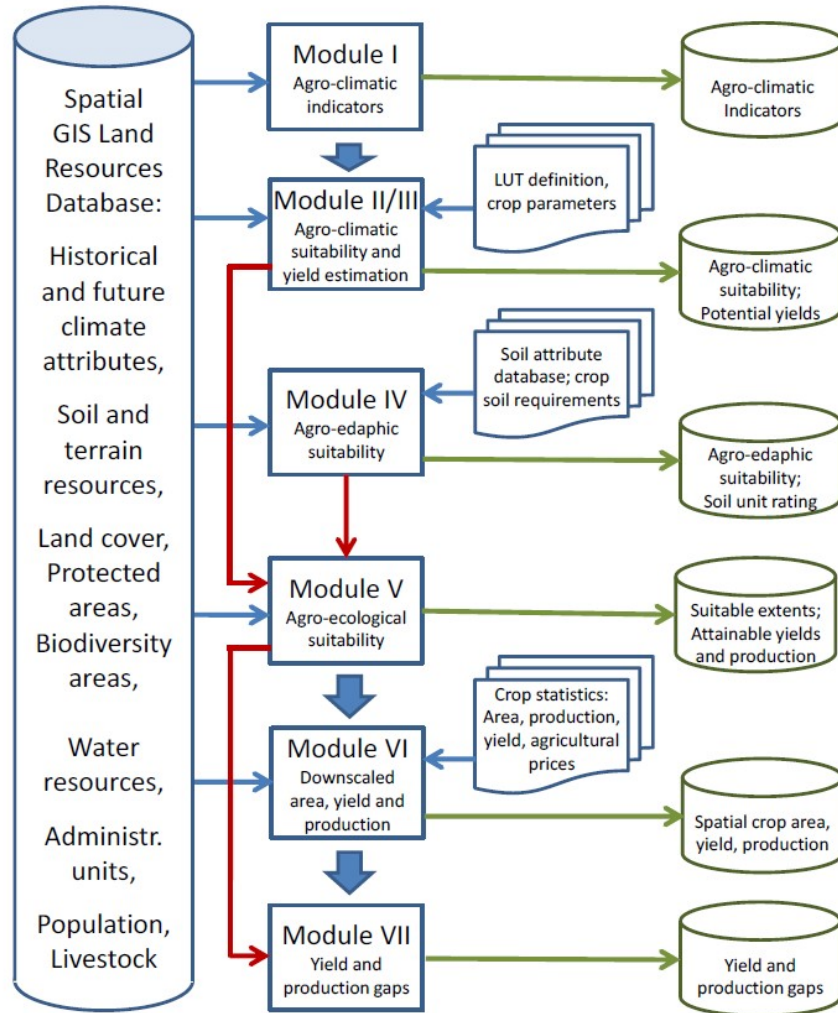 Spatial
GIS Land
Resources
Database:
Historical
and future
climate
attributes,
Soil and
terrain
resources,
Land cover,
Protected
areas,
Biodiversity
areas,
Water
resources,
Administr.
units,
Population,
Livestock
Module I
Agro-climatic
indicators
Agro-climatic
Indicators
Module II/III
Agro-climatic
suitability and
yield estimation
LUT definition,
crop parameters
Agro-climatic
suitability;
Potential yields
Module IV
Agro-edaphic
suitability
Soil attribute
database; crop
soil requirements
Agro-edaphic
suitability;
Soil unit rating
Module V
Agro-ecological
suitability
Suitable extents;
Attainable yields
and production
Module VI
Downscaled
area, yield and
production
Crop statistics:
Area, production,
yield, agricultural
prices
Spatial crop area,
yield, production
Module VII
Yield and
production gaps
Yield and
production gaps